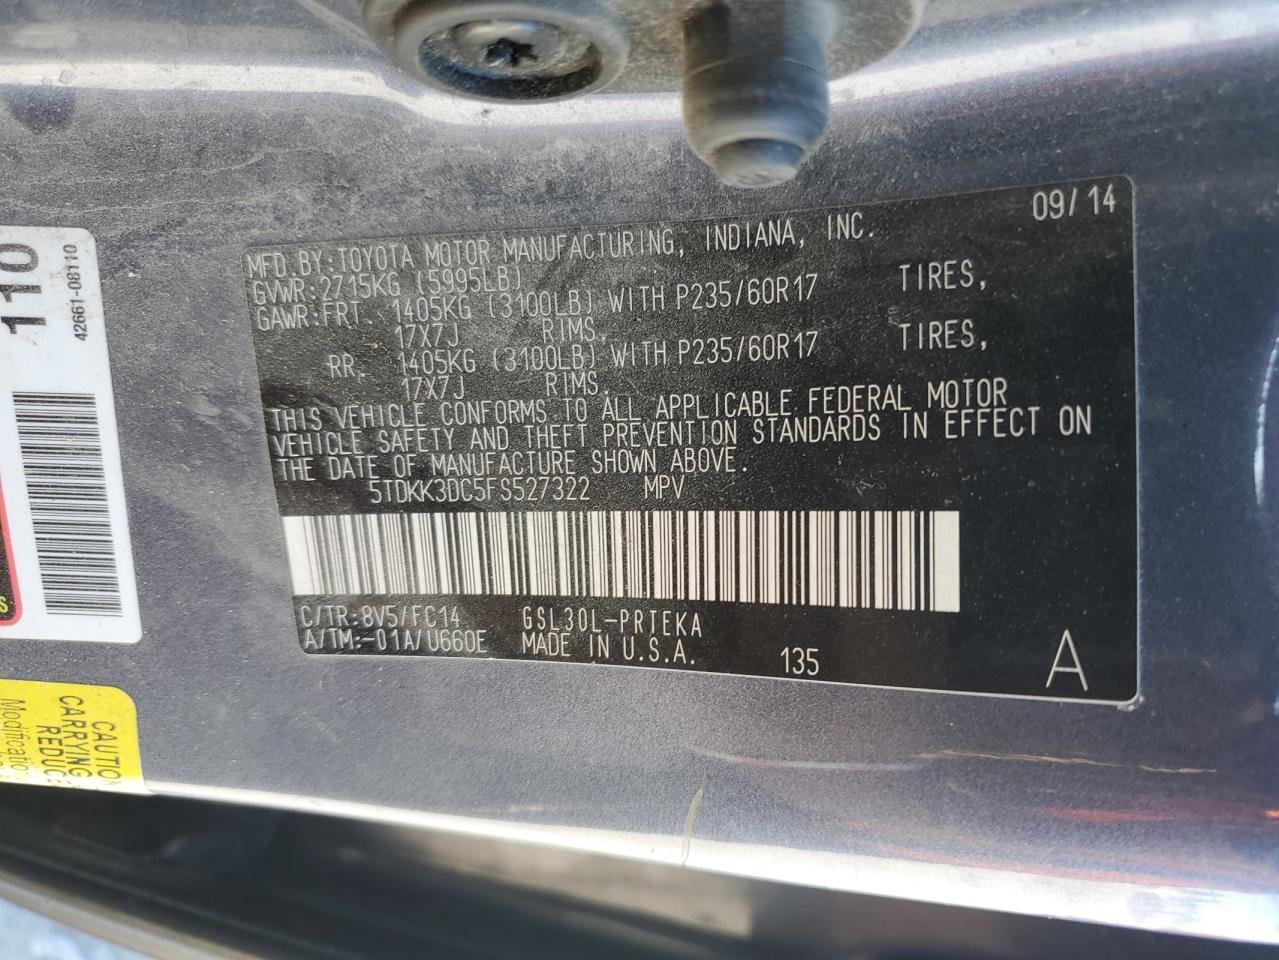 09/14
MFD.BY:TOYOTA MOTOR MANUFACTURING, INDIANA, INC.
GVWR:2715KG (5995LB)
GAWR:FRT. 1405KG (3100LB) WITH P235/60R17 TIRES,
17X7J RIMS,
RR. 1405KG (3100LB) WITH P235/60R17 TIRES,
17X7J RIMS,
THIS VEHICLE CONFORMS TO ALL APPLICABLE FEDERAL MOTOR
VEHICLE SAFETY AND THEFT PREVENTION STANDARDS IN EFFECT ON
THE DATE OF MANUFACTURE SHOWN ABOVE.
5TDKK3DC5FS527322 MPV
C/TR:8V5/FC14 GSL30L-PRTEKA
A/TM:-01A/U660E MADE IN U.S.A. 135 A
110
42661-08110
CAUTION
CARRYING
REDUC